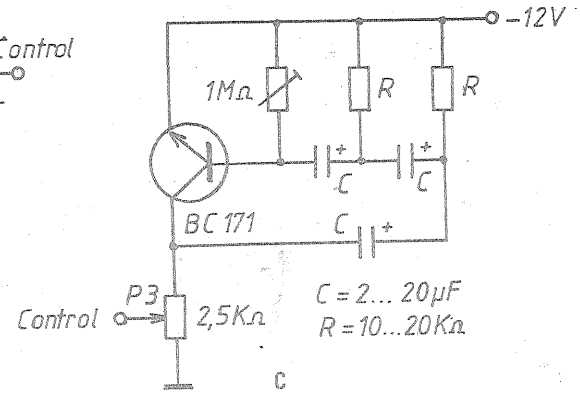 Control
-12V
1MΩ
R
R
+
+
C
C
BC 171
C
+
P3
2,5KΩ
Control
C = 2... 20µF
R = 10...20KΩ
C